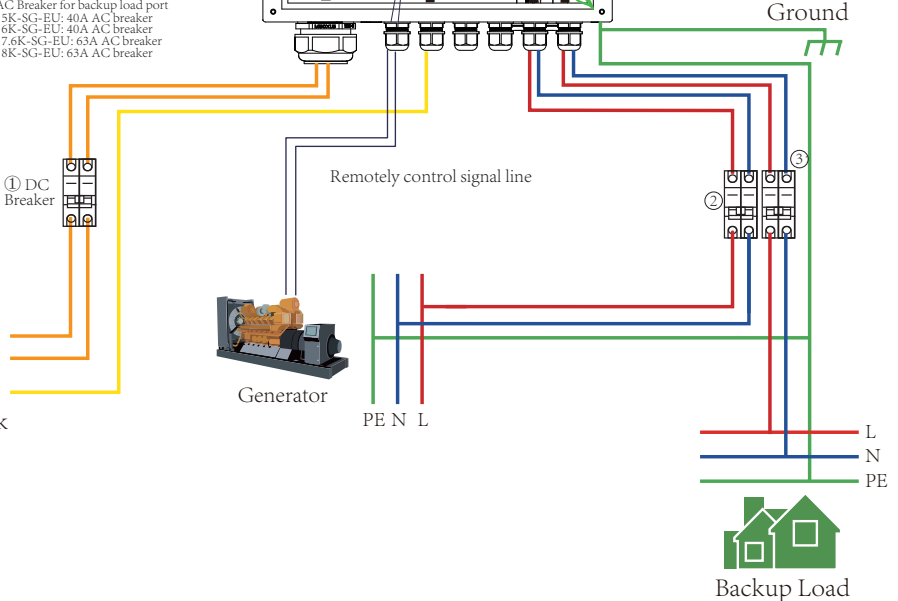 AC Breaker for backup load port
5K-SG-EU: 40A AC breaker
6K-SG-EU: 40A AC breaker
7.6K-SG-EU: 63A AC breaker
8K-SG-EU: 63A AC breaker
Ground
① DC
Breaker
Remotely control signal line
②
③
Generator
PE N L
k
L
N
PE
Backup Load